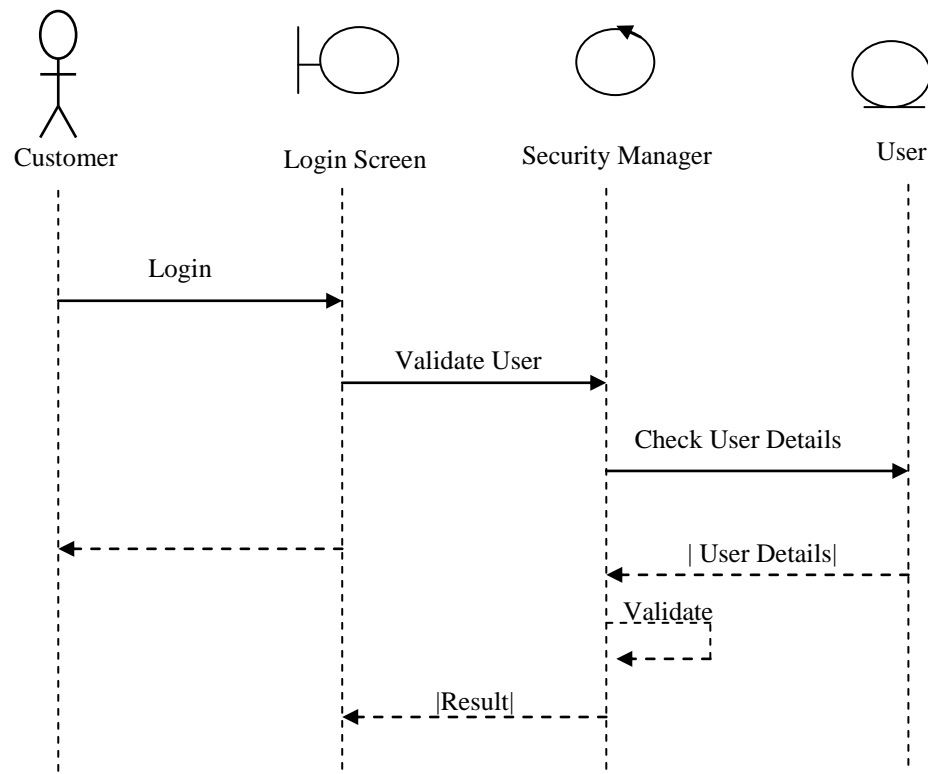 Customer
Login Screen
Security Manager
User
Login
Validate User
Check User Details
| User Details|
Validate
|Result|